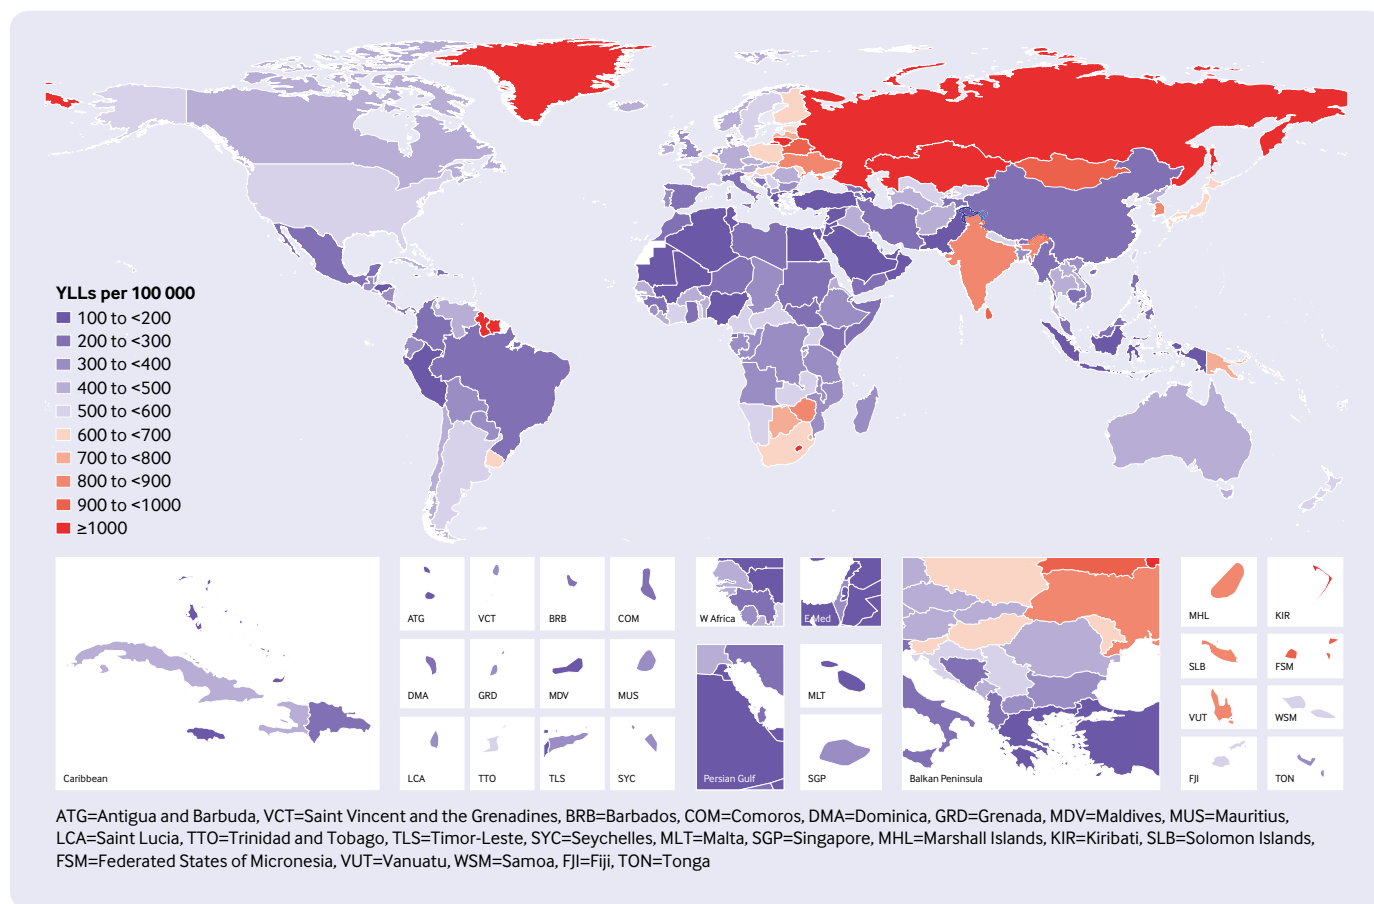 YLLs per 100 000
100 to <200
200 to <300
300 to <400
400 to <500
500 to <600
600 to <700
700 to <800
800 to <900
900 to <1000
≥1000
Caribbean
ATG
VCT
BRB
COM
DMA
GRD
MDV
MUS
LCA
TTO
TLS
SYC
W Africa
E Med
Persian Gulf
MLT
SGP
Balkan Peninsula
MHL
KIR
SLB
FSM
VUT
WSM
FJI
TON
ATG=Antigua and Barbuda, VCT=Saint Vincent and the Grenadines, BRB=Barbados, COM=Comoros, DMA=Dominica, GRD=Grenada, MDV=Maldives, MUS=Mauritius,
LCA=Saint Lucia, TTO=Trinidad and Tobago, TLS=Timor-Leste, SYC=Seychelles, MLT=Malta, SGP=Singapore, MHL=Marshall Islands, KIR=Kiribati, SLB=Solomon Islands,
FSM=Federated States of Micronesia, VUT=Vanuatu, WSM=Samoa, FJI=Fiji, TON=Tonga